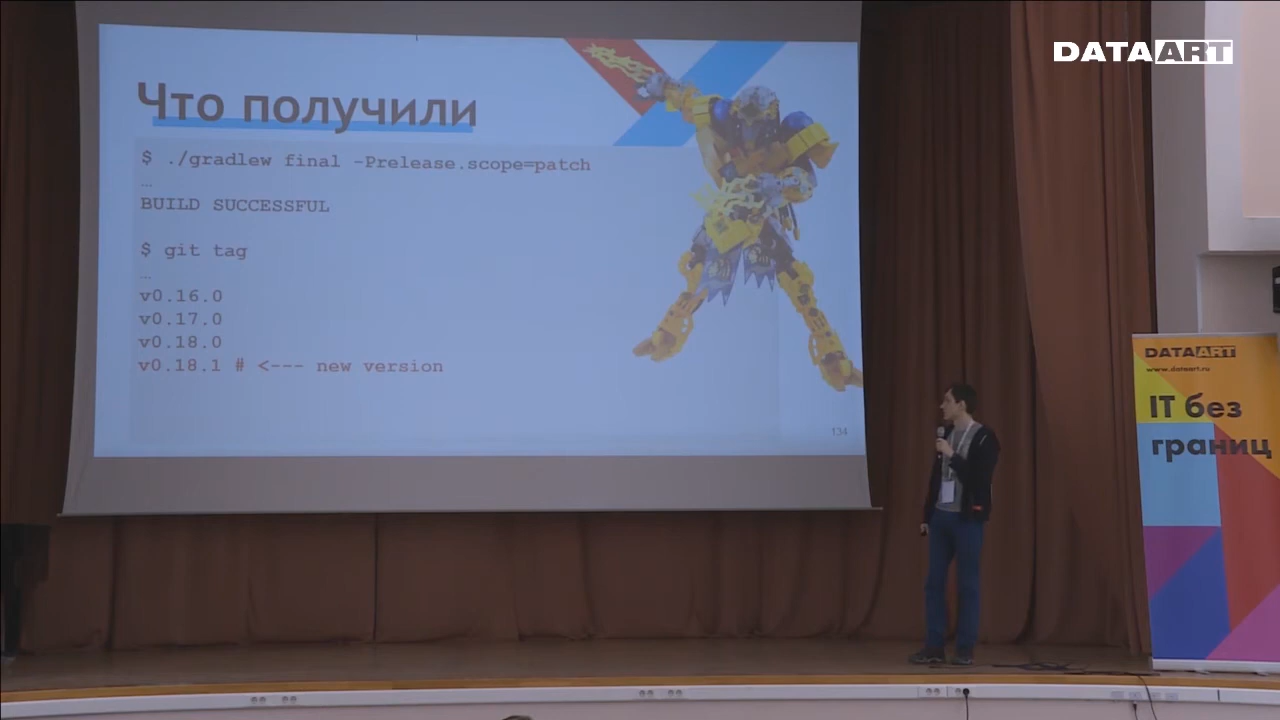 DATAART
Что получили
$ ./gradlew final -Prelease.scope=patch
…
BUILD SUCCESSFUL
$ git tag
…
v0.16.0
v0.17.0
v0.18.0
v0.18.1 # <--- new version
134
DATAART
www.dataart.ru
IT без
границ